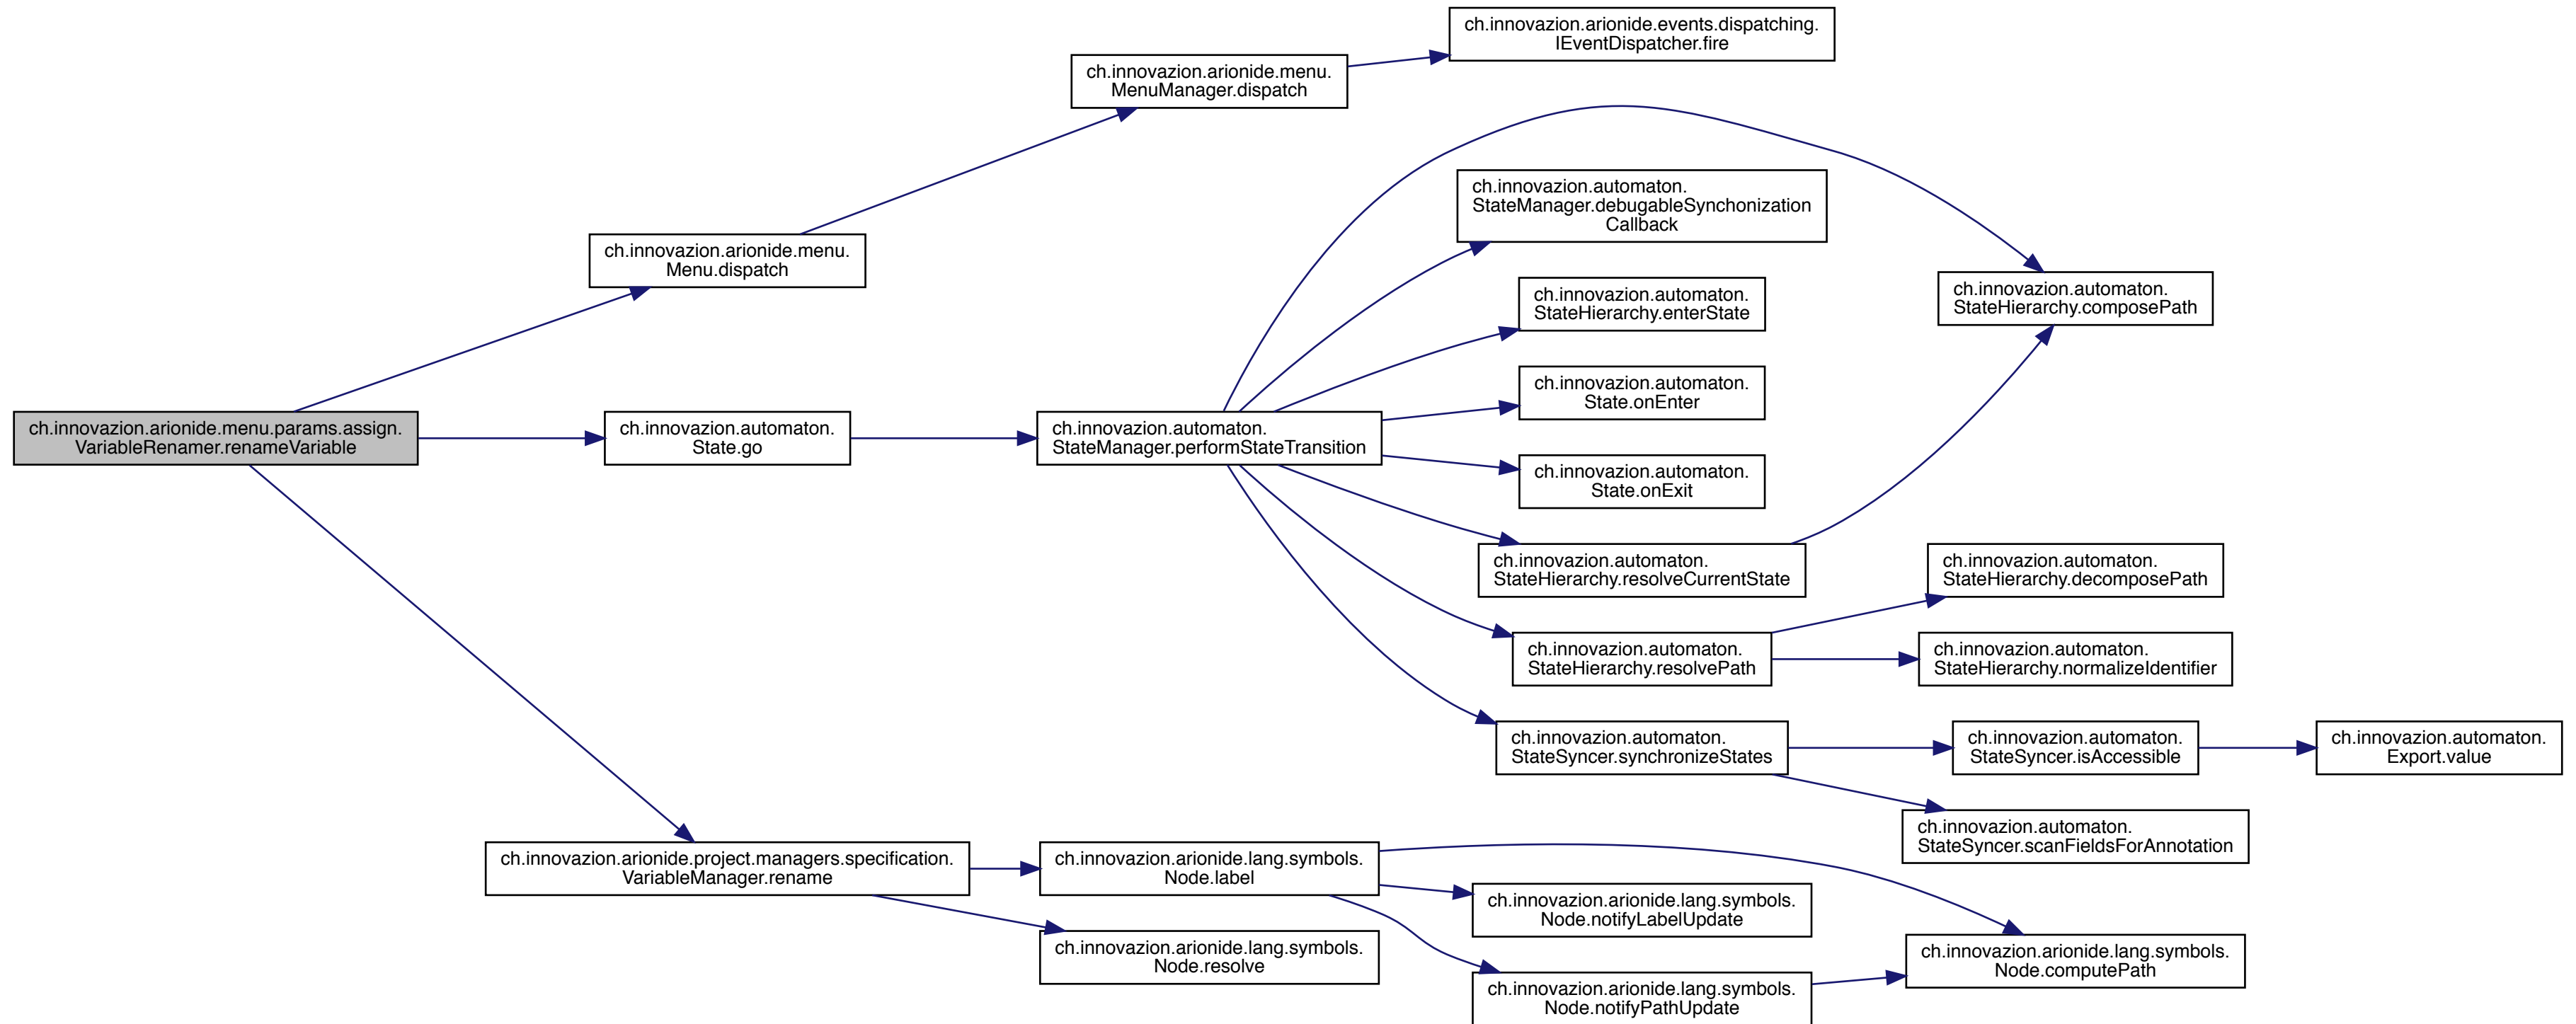 ch.innovazion.arionide.menu.params.assign.
VariableRenamer.renameVariable
ch.innovazion.arionide.menu.
Menu.dispatch
ch.innovazion.arionide.menu.
MenuManager.dispatch
ch.innovazion.arionide.events.dispatching.
IEventDispatcher.fire
ch.innovazion.automaton.
State.go
ch.innovazion.automaton.
StateManager.performStateTransition
ch.innovazion.automaton.
StateManager.debugableSynchonization
Callback
ch.innovazion.automaton.
StateHierarchy.enterState
ch.innovazion.automaton.
State.onEnter
ch.innovazion.automaton.
State.onExit
ch.innovazion.automaton.
StateHierarchy.resolveCurrentState
ch.innovazion.automaton.
StateHierarchy.composePath
ch.innovazion.automaton.
StateHierarchy.resolvePath
ch.innovazion.automaton.
StateHierarchy.decomposePath
ch.innovazion.automaton.
StateHierarchy.normalizeIdentifier
ch.innovazion.automaton.
StateSyncer.synchronizeStates
ch.innovazion.automaton.
StateSyncer.isAccessible
ch.innovazion.automaton.
Export.value
ch.innovazion.automaton.
StateSyncer.scanFieldsForAnnotation
ch.innovazion.arionide.project.managers.specification.
VariableManager.rename
ch.innovazion.arionide.lang.symbols.
Node.label
ch.innovazion.arionide.lang.symbols.
Node.resolve
ch.innovazion.arionide.lang.symbols.
Node.notifyLabelUpdate
ch.innovazion.arionide.lang.symbols.
Node.notifyPathUpdate
ch.innovazion.arionide.lang.symbols.
Node.computePath